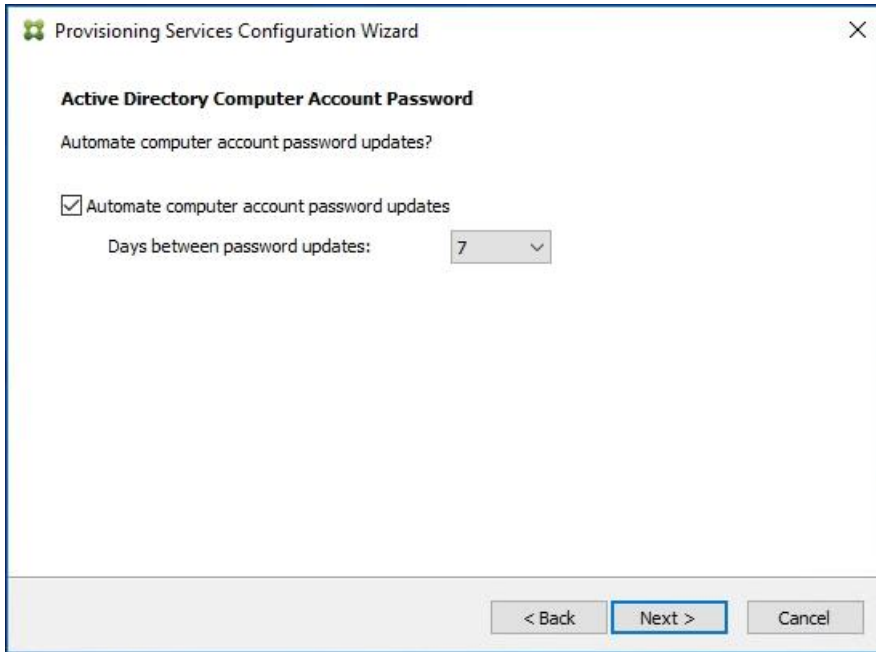 Provisioning Services Configuration Wizard
Active Directory Computer Account Password
Automate computer account password updates?
Automate computer account password updates
Days between password updates: 7
< Back Next > Cancel